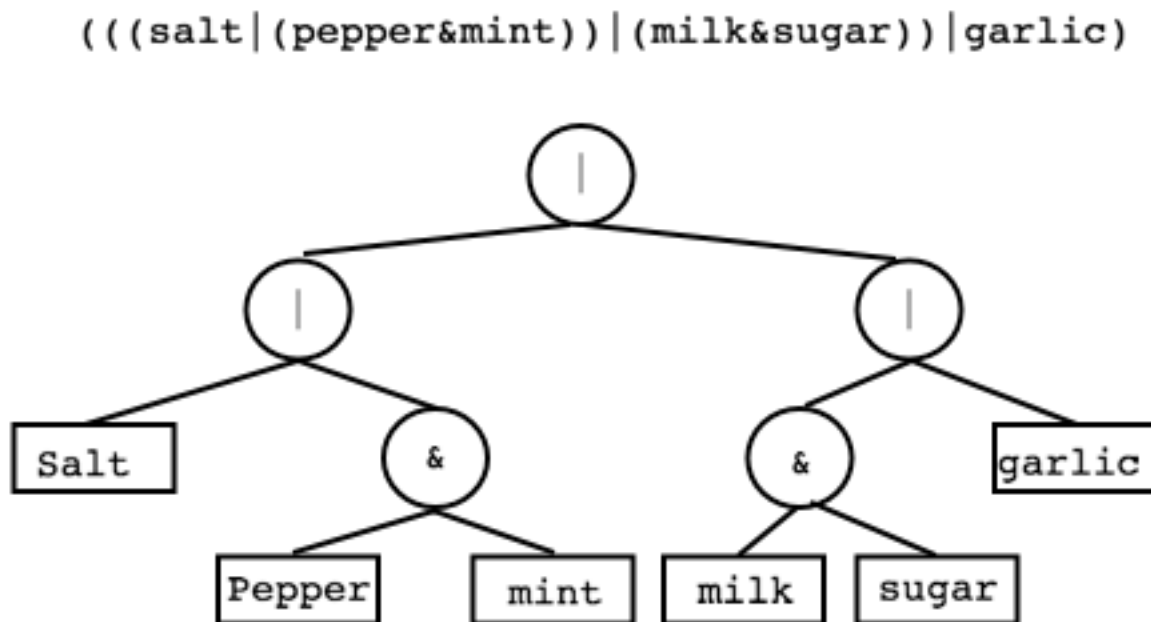 (((salt|(pepper&mint))|(milk&sugar))|garlic)
|
| |
Salt & & garlic
Pepper mint milk sugar